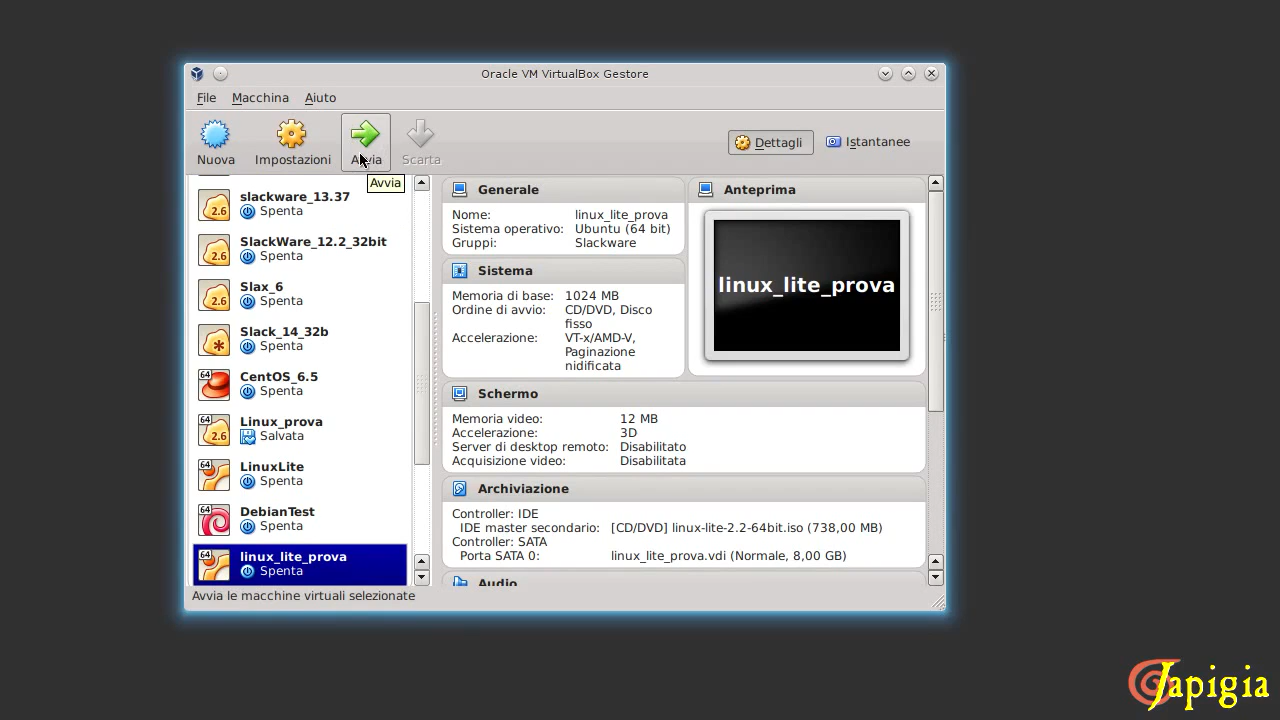 Oracle VM VirtualBox Gestore
File Macchina Aiuto
Nuova Impostazioni Avvia Scarta
Dettagli Istantanee
Avvia
slackware_13.37
Spenta
SlackWare_12.2_32bit
Spenta
Slax_6
Spenta
Slack_14_32b
Spenta
CentOS_6.5
Spenta
Linux_prova
Salvata
LinuxLite
Spenta
DebianTest
Spenta
linux_lite_prova
Spenta
Generale
Nome: linux_lite_prova
Sistema operativo: Ubuntu (64 bit)
Gruppi: Slackware
Sistema
Memoria di base: 1024 MB
Ordine di avvio: CD/DVD, Disco
fisso
Accelerazione: VT-x/AMD-V,
Paginazione
nidificata
Anteprima
linux_lite_prova
Schermo
Memoria video: 12 MB
Accelerazione: 3D
Server di desktop remoto: Disabilitato
Acquisizione video: Disabilitata
Archiviazione
Controller: IDE
IDE master secondario: [CD/DVD] linux-lite-2.2-64bit.iso (738,00 MB)
Controller: SATA
Porta SATA 0: linux_lite_prova.vdi (Normale, 8,00 GB)
Audio
Avvia le macchine virtuali selezionate
Japigia